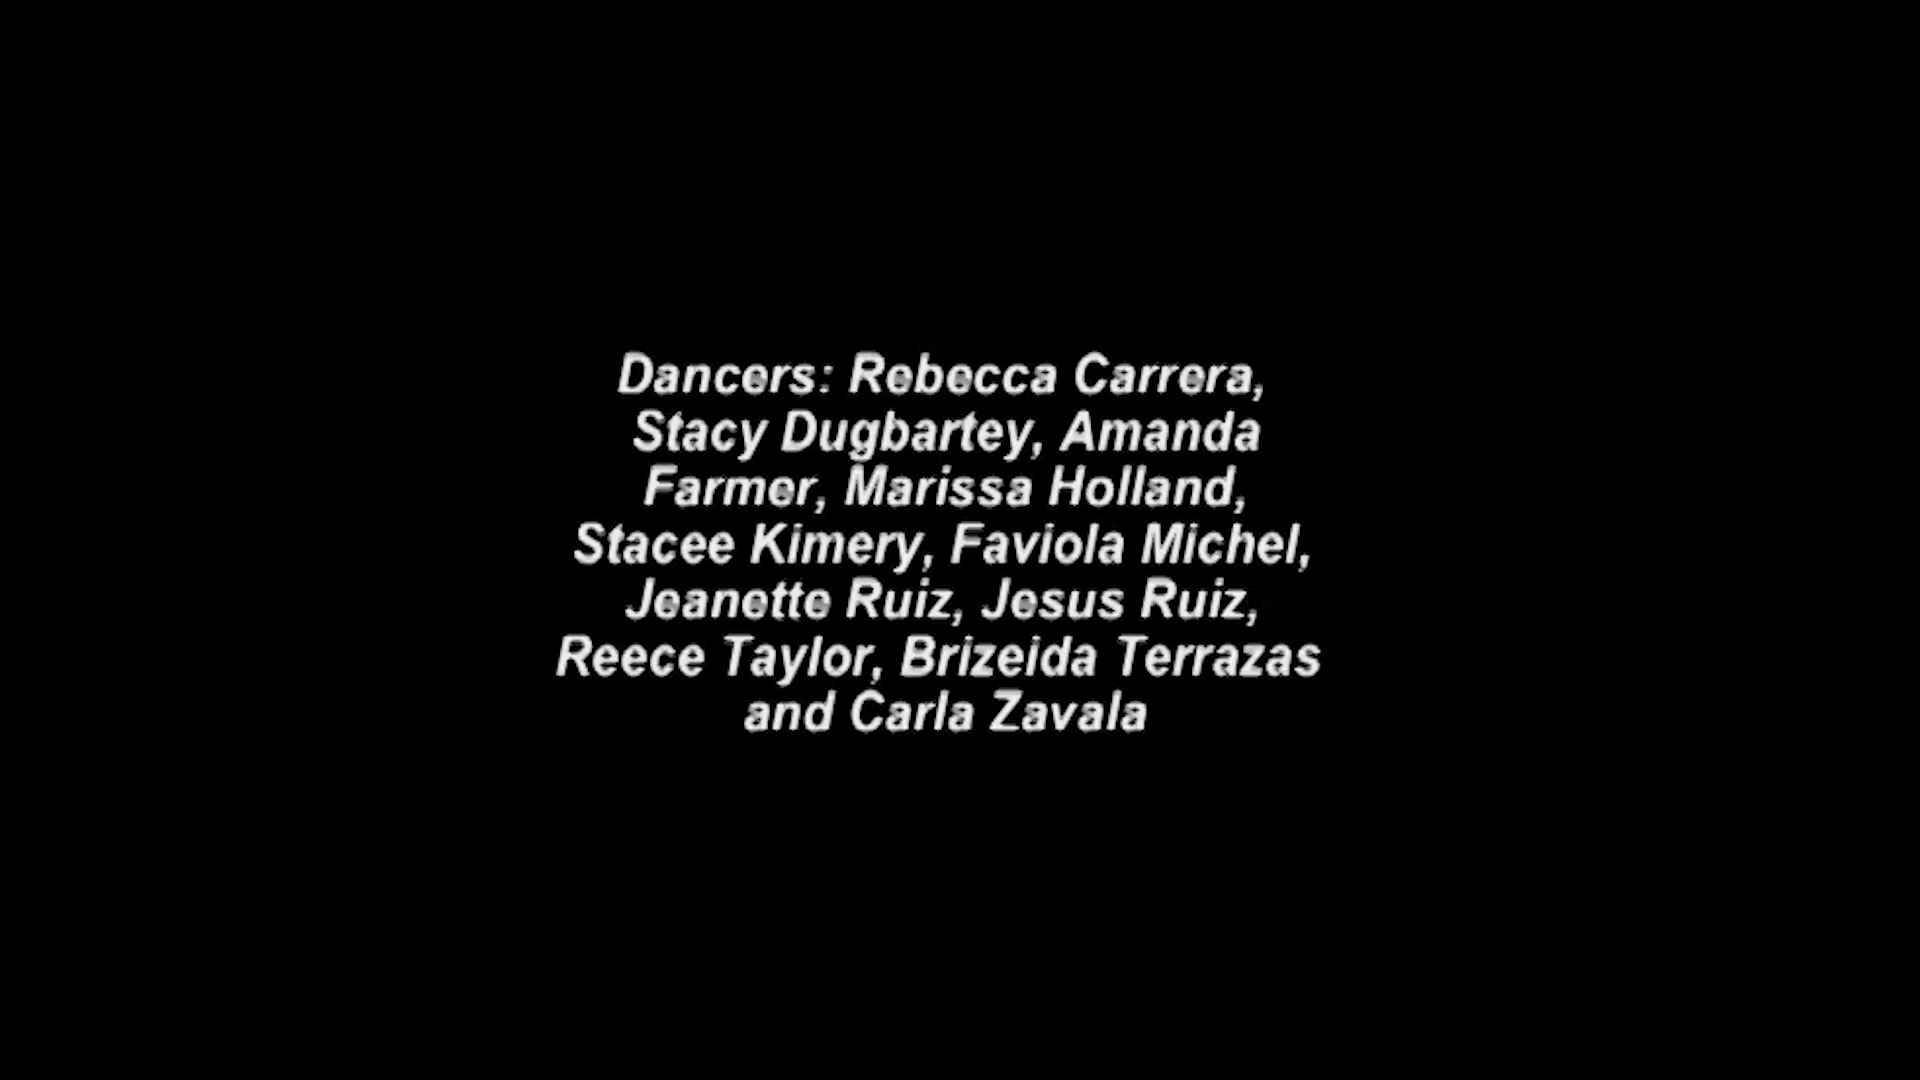 Dancers: Rebecca Carrera,
Stacy Dugbartey, Amanda
Farmer, Marissa Holland,
Stacee Kimery, Faviola Michel,
Jeanette Ruiz, Jesus Ruiz,
Reece Taylor, Brizeida Terrazas
and Carla Zavala